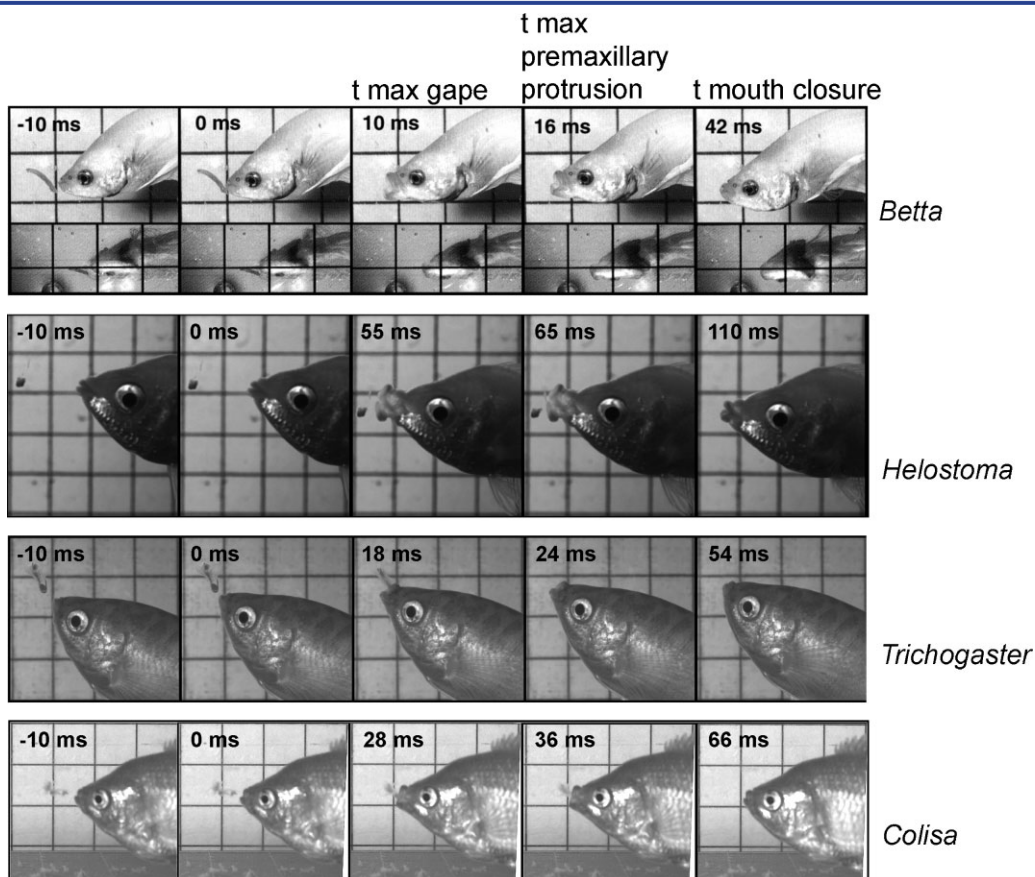 t max gape
t max
premaxillary
protrusion
t mouth closure
-10 ms
0 ms
10 ms
16 ms
42 ms
Betta
-10 ms
0 ms
55 ms
65 ms
110 ms
Helostoma
-10 ms
0 ms
18 ms
24 ms
54 ms
Trichogaster
-10 ms
0 ms
28 ms
36 ms
66 ms
Colisa